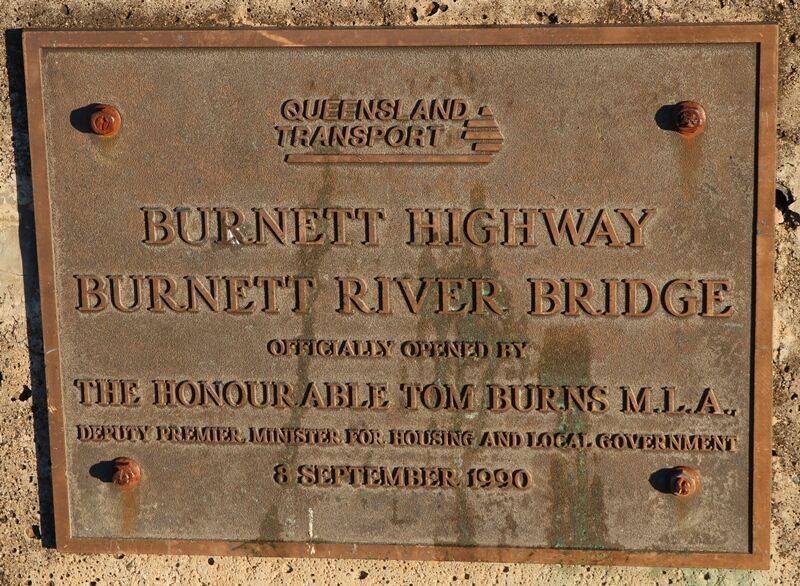 QUEENSLAND
TRANSPORT
BURNETT HIGHWAY
BURNETT RIVER BRIDGE
OFFICIALLY OPENED BY
THE HONOURABLE TOM BURNS M.L.A.,
DEPUTY PREMIER, MINISTER FOR HOUSING AND LOCAL GOVERNMENT
8 SEPTEMBER 1990